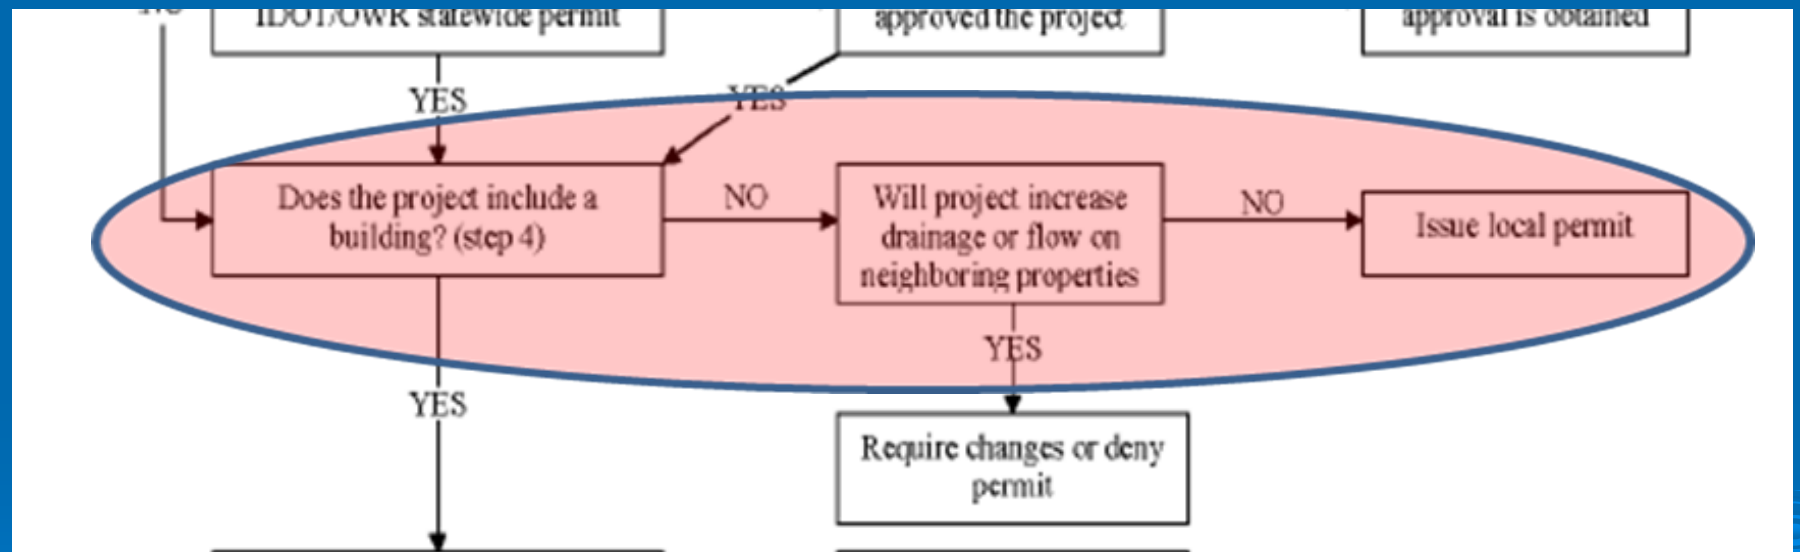 NO
IDOT/OWR statewide permit
approved the project
approval is obtained
YES
YES
Does the project include a
building? (step 4)
NO
Will project increase
drainage or flow on
neighboring properties
NO
Issue local permit
YES
YES
Require changes or deny
permit